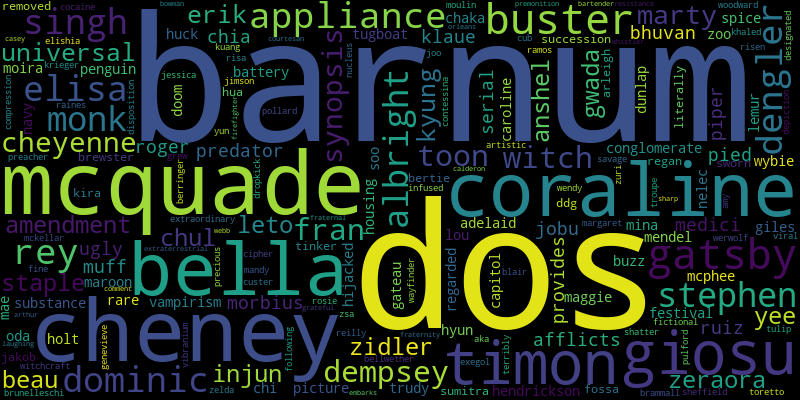 removed
singh
erik
appliance
buster
marty
spice
bowman
cocaine
moulin
premonition
bartender
resistance
woodward
casey
elishia
huck
chia
tugboat
chaka
klaue
cub
succession
ramos
bhuvan
zoo
khaled
risen
designated
universal
moira
penguin
krieger
risa
battery
synopsis
nucleus
joo
contessina
barnum
arleigh
dengler
elisa
navy
raines
disposition
doom
jessica
kuang
jimson
hua
yun
firefighter
pollard
albright
kyung
serial
caroline
anshel
gwada
dunlap
literally
piper
lemur
depiction
compression
monk
cheyenne
roger
predator
toon
witch
artistic
conglomerate
pied
wybie
preacher
brewster
berringer
grow
dropkick
soo
housing
savage
regan
sworn
mcquade
kira
bertie
infused
calderon
wendy
ddg
zuri
troupe
nelec
sharp
amy
coraline
extraordinary
fraternal
leto
fran
amendment
chul
webb
tinker
adelaid
jobu
margaret
mina
medici
giles
mckellar
extraterrestrial
cipher
precious
mandy
custer
hijacked
lou
dos
mendel
viral
werwolf
rey
ugly
muff
fine
bella
gateau
wayfinder
regarded
capitol
blair
provides
buzz
mcphee
gatsby
staple
maroon
substance
rare
vampirism
morbius
rosie
grateful
zsa
maggie
festival
fictional
stephen
mae
arthur
comment
cheney
reilly
fraternity
hyun
aka
afflicts
shatter
ruiz
yee
tulip
oda
laughing
holt
genevieve
vibranium
following
zidler
bellwether
exegol
terribly
timon
pulford
giosu
jakob
witchcraft
beau
dominic
injun
dempsey
zeraora
toretto
brunelleschi
zelda
chi
picture
embarks
trudy
sumitra
hendrickson
fossa
brammall
sheffield